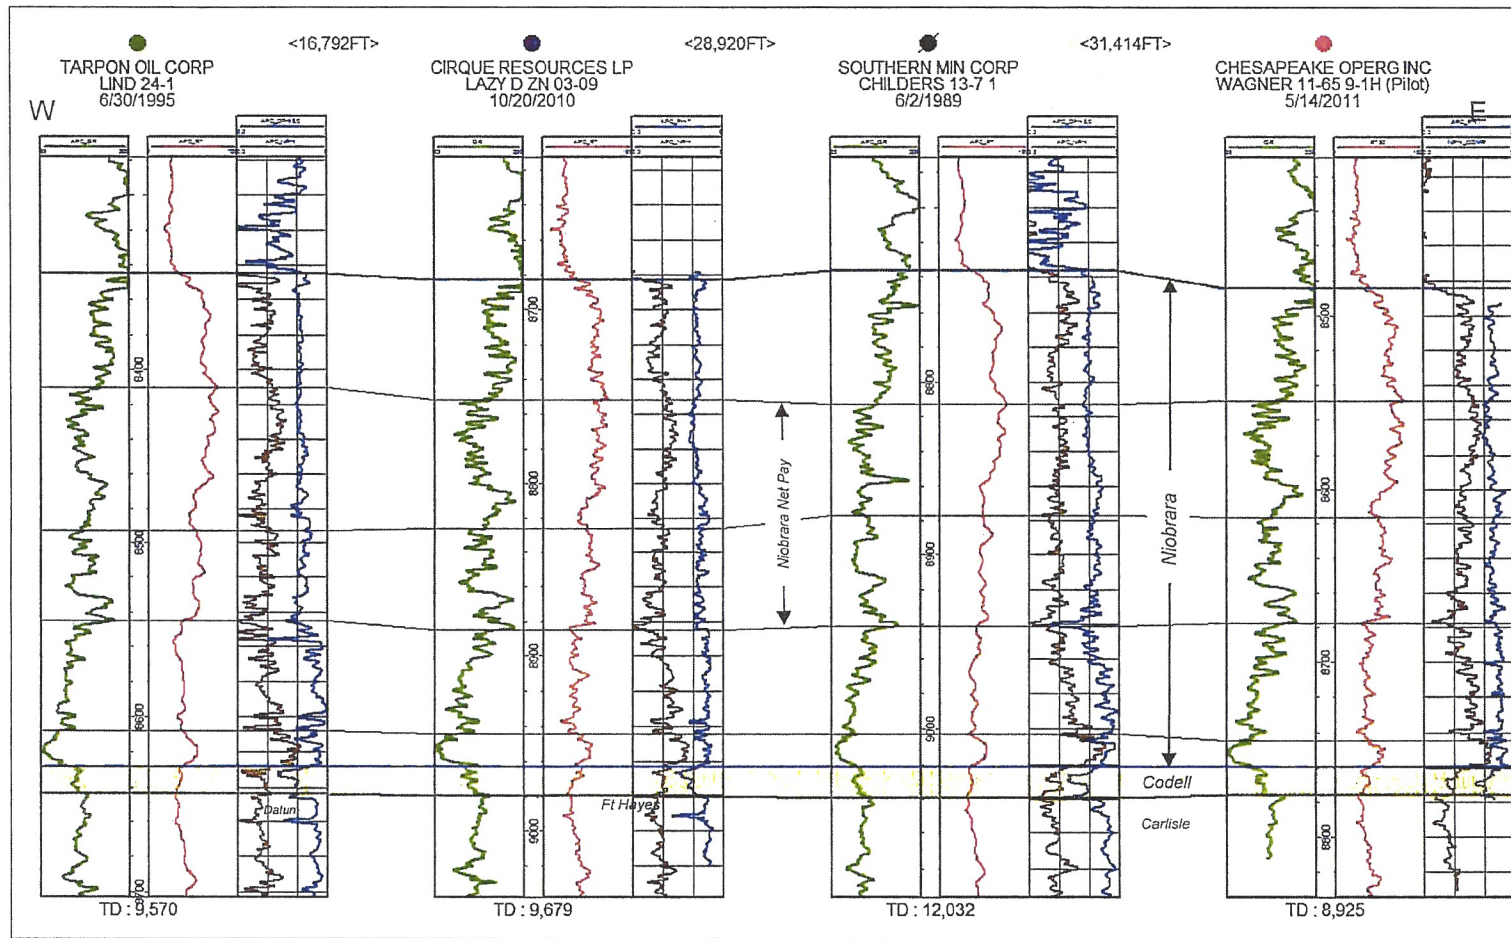 <16,792FT>
<28,920FT>
<31,414FT>
TARPON OIL CORP
LIND 24-1
6/30/1995
CIRQUE RESOURCES LP
LAZY D ZN 03-09
10/20/2010
SOUTHERN MIN CORP
CHILDERS 13-7 1
6/2/1989
CHESAPEAKE OPERG INC
WAGNER 11-65 9-1H (Pilot)
5/14/2011
W
E
GR
GR
8400
8500
8600
8700
8700
8800
8900
9000
8800
8900
9000
8500
8600
8700
8800
Niobrara Net Pay
Niobrara
Codell
Carlisle
Datum
Ft Hayes
TD : 9,570
TD : 9,679
TD : 12,032
TD : 8,925